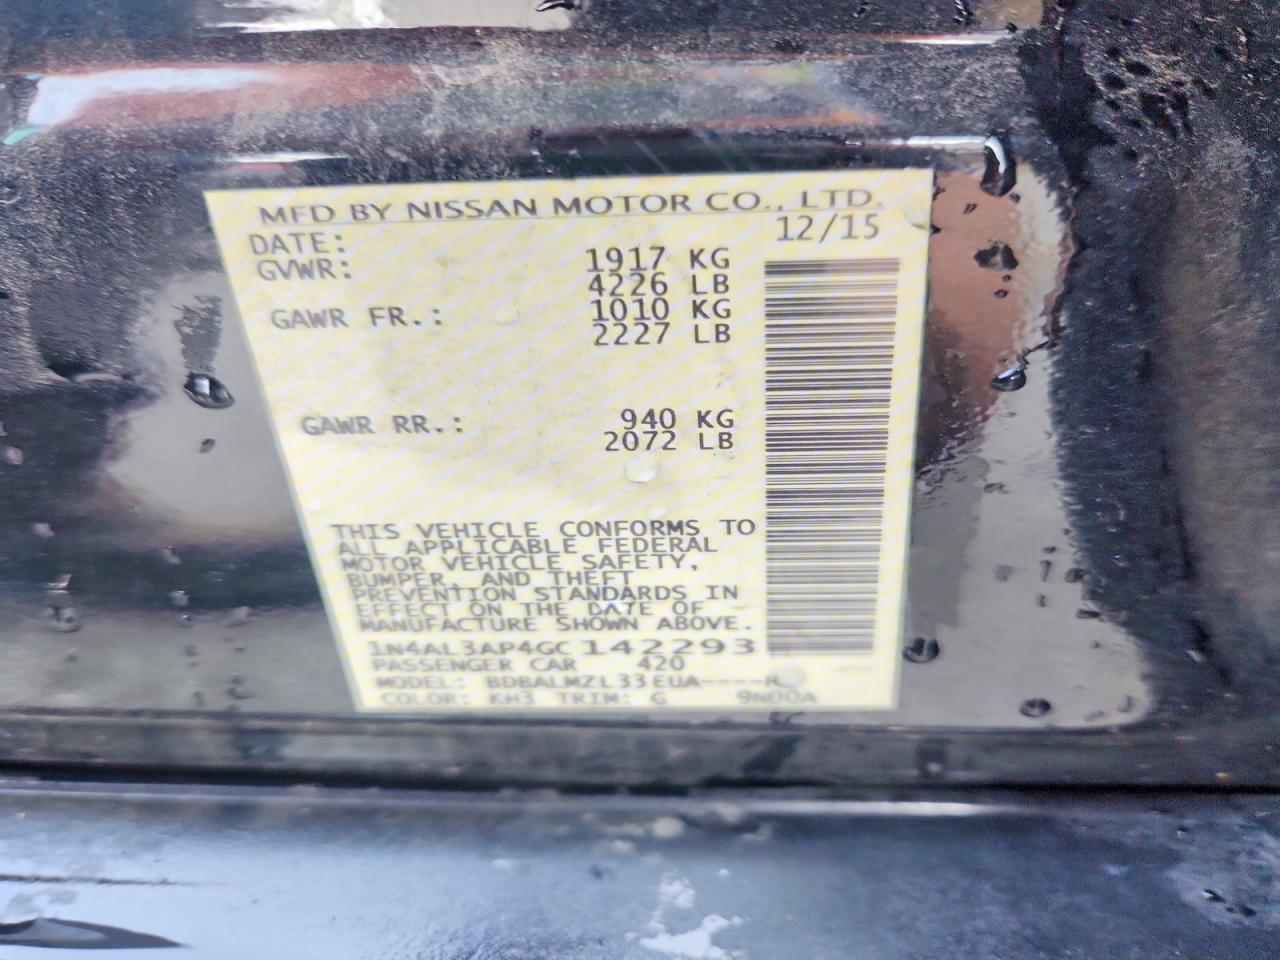 MFD BY NISSAN MOTOR CO., LTD.
DATE: 12/15
GVWR: 1917 KG
4226 LB
GAWR FR.: 1010 KG
2227 LB
GAWR RR.: 940 KG
2072 LB
THIS VEHICLE CONFORMS TO
ALL APPLICABLE FEDERAL
MOTOR VEHICLE SAFETY,
BUMPER, AND THEFT
PREVENTION STANDARDS IN
EFFECT ON THE DATE OF
MANUFACTURE SHOWN ABOVE.
1N4AL3AP4GC142293
PASSENGER CAR 420
MODEL: BDBALMZL33EUA----
COLOR: KH3 TRIM: G 9N00A